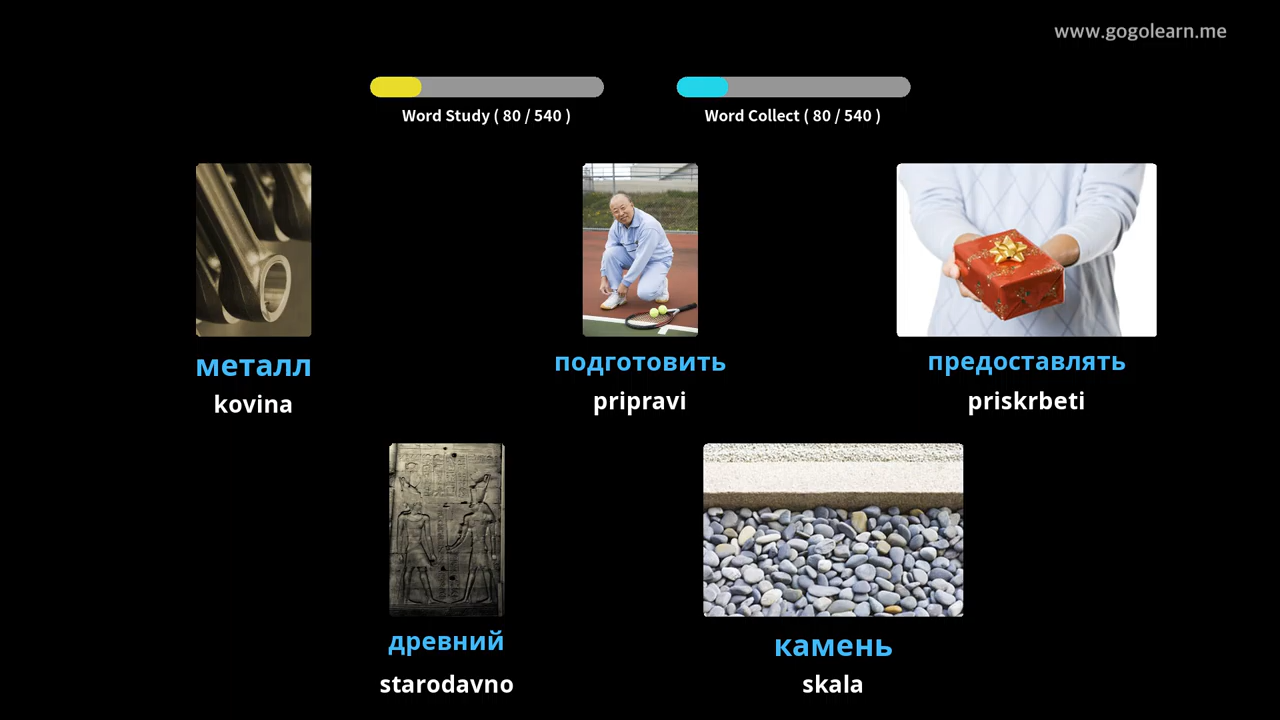 www.gogolearn.me
Word Study ( 80 / 540 )
Word Collect ( 80 / 540 )
металл
kovina
подготовить
pripravi
предоставлять
priskrbeti
древний
starodavno
камень
skala